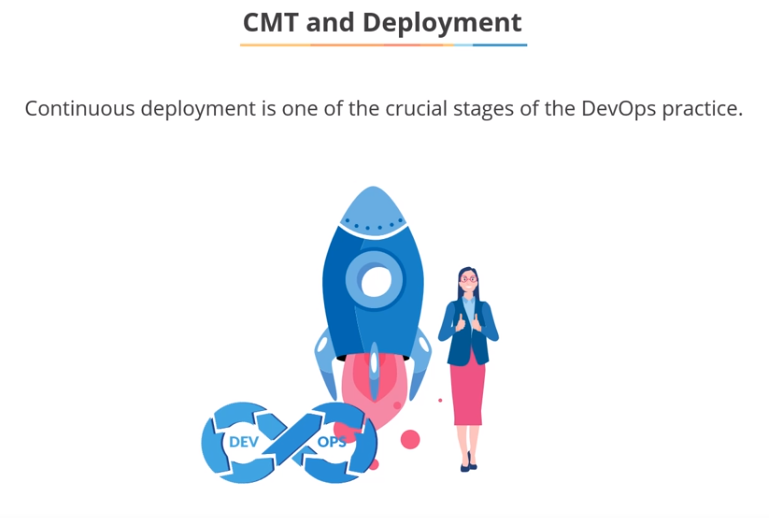 CMT and Deployment
Continuous deployment is one of the crucial stages of the DevOps practice.
DEV
OPS